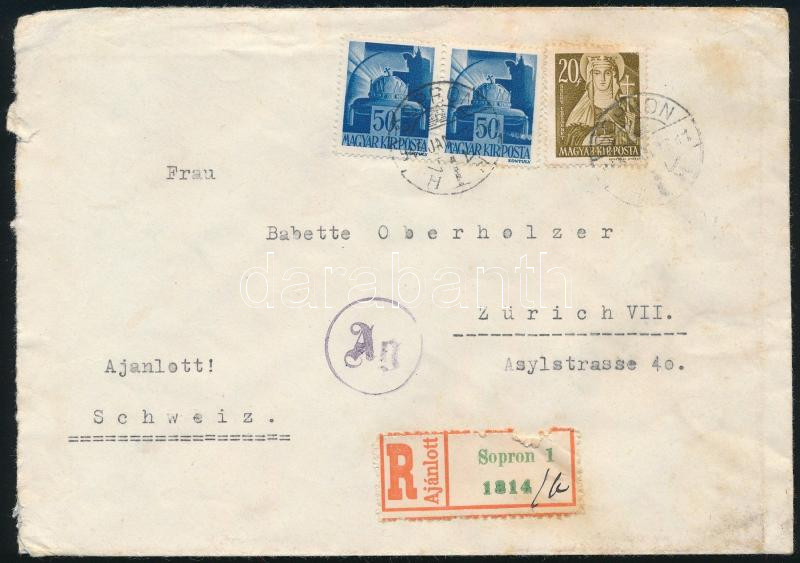 50 50 20
MAGYAR KIR POSTA MAGYAR KIR POSTA MAGYAR KIR POSTA
Frau
Babette Oberholzer
darabanth
Zürich VII.
Ag
Ajanlott!
Asylstrasse 40.
Schweiz.
R Ajánlott
Sopron 1
1814 /a